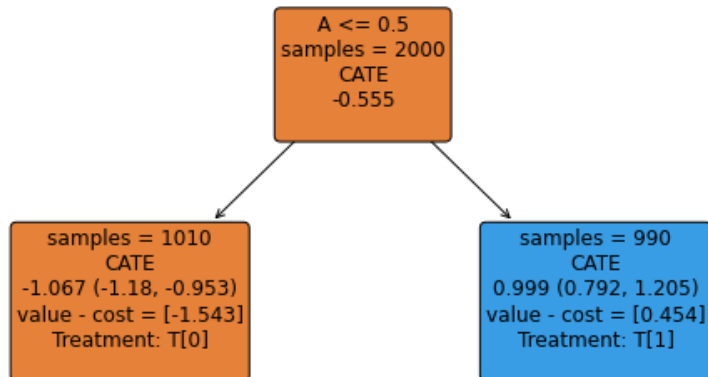 A <= 0.5
samples = 2000
CATE
-0.555
samples = 1010
CATE
-1.067 (-1.18, -0.953)
value - cost = [-1.543]
Treatment: T[0]
samples = 990
CATE
0.999 (0.792, 1.205)
value - cost = [0.454]
Treatment: T[1]